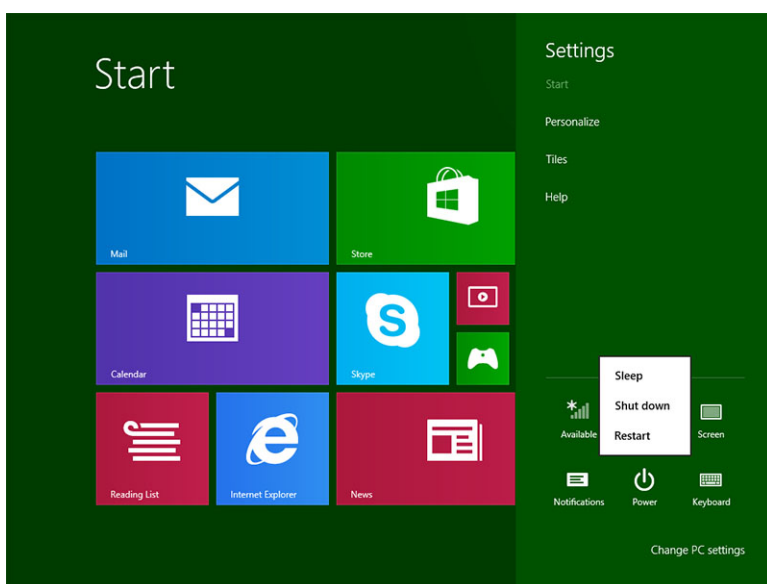 Start
Mail
Store
Calendar
S
Skype
Reading List
Internet Explorer
News
Settings
Start
Personalize
Tiles
Help
Sleep
Shut down
Restart
Available
Screen
Notifications
Power
Keyboard
Change PC settings